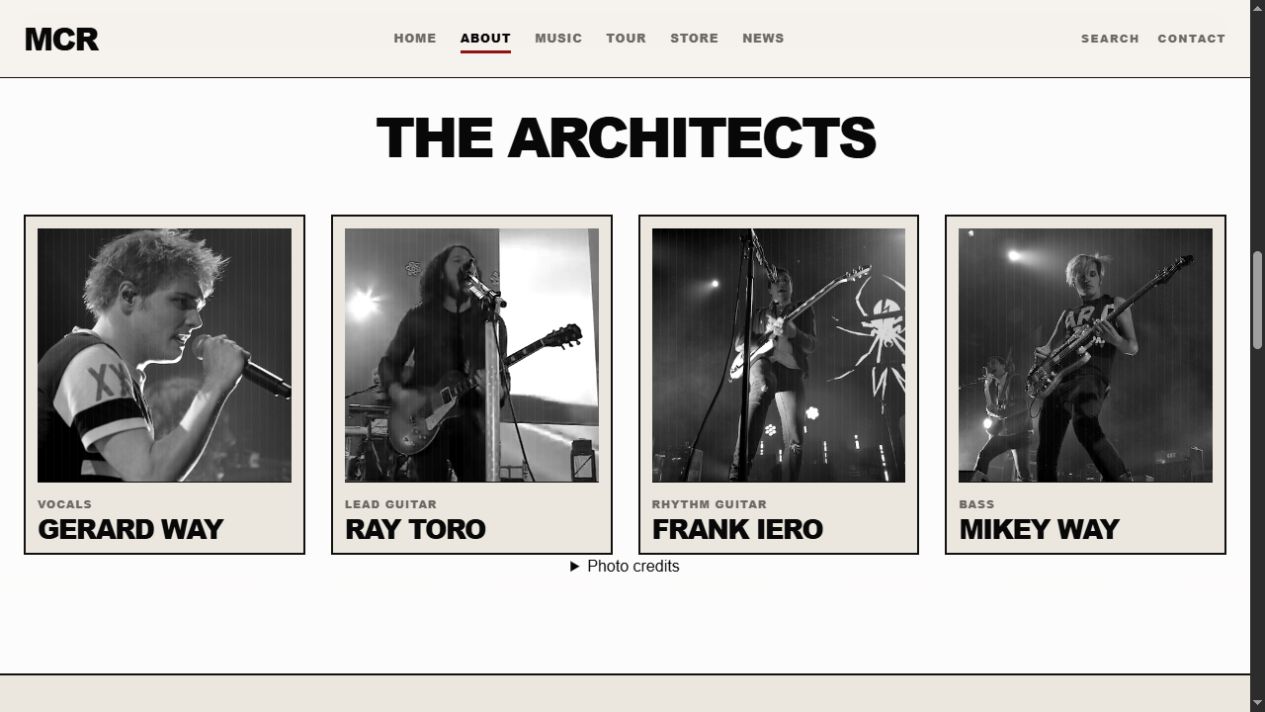 MCR
HOME ABOUT MUSIC TOUR STORE NEWS
SEARCH CONTACT
THE ARCHITECTS
VOCALS
GERARD WAY
LEAD GUITAR
RAY TORO
RHYTHM GUITAR
FRANK IERO
BASS
MIKEY WAY
Photo credits